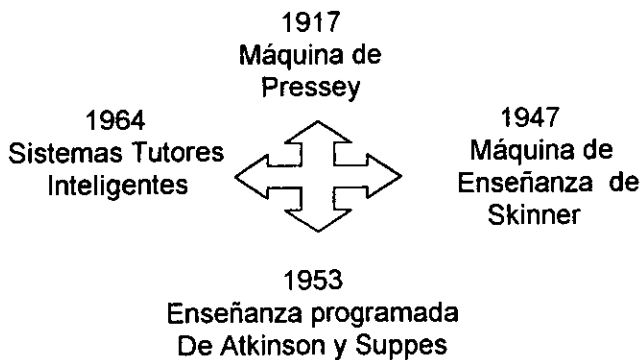 1917
Máquina de
Pressey
1964
Sistemas Tutores
Inteligentes
1947
Máquina de
Enseñanza de
Skinner
1953
Enseñanza programada
De Atkinson y Suppes